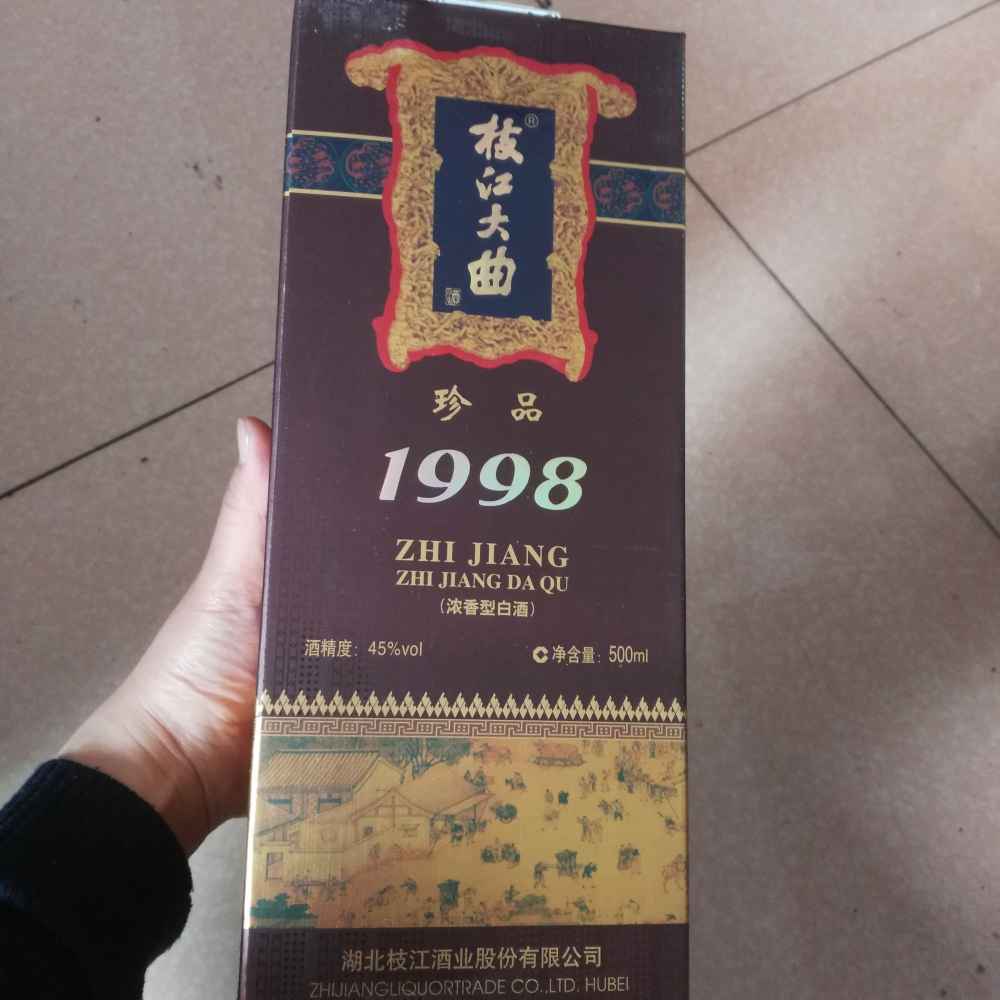 枝江大曲®
珍品
1998
ZHI JIANG
ZHI JIANG DA QU
(浓香型白酒)
酒精度: 45%vol
净含量: 500ml
湖北枝江酒业股份有限公司
ZHIJIANGLIQUORTRADE CO.,LTD. HUBEI